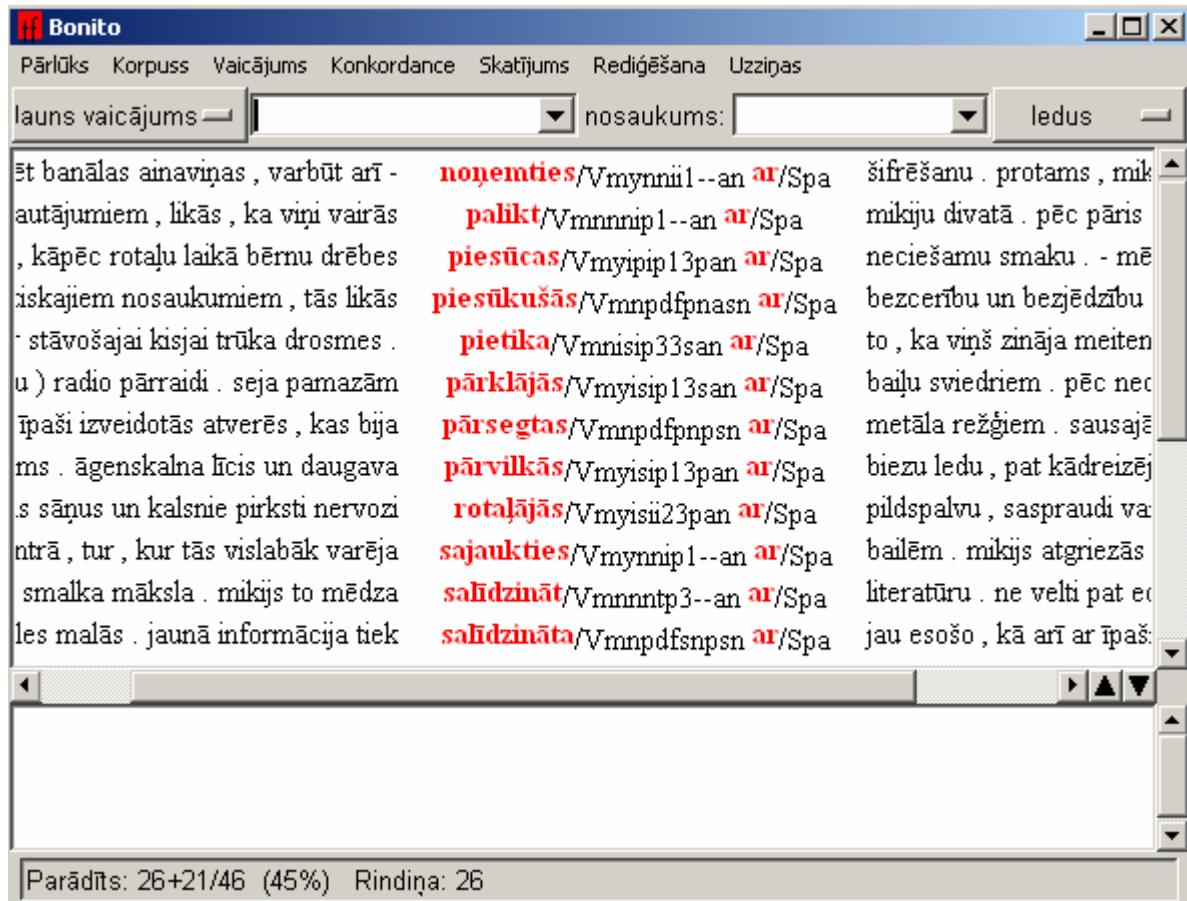 Bonito
Pārlūks Korpuss Vaicājums Konkordance Skatījums Rediģēšana Uzziņas
launs vaicājums nosaukums: ledus
ēt banālas ainaviņas , varbūt arī - noņemties/Vmynnii1--an ar/Spa šifrēšanu . protams , mik
autājumiem , likās , ka viņi vairās palikt/Vmnnnip1--an ar/Spa mikiju divatā . pēc pāris
, kāpēc rotaļu laikā bērnu drēbes piesūcas/Vmyipip13pan ar/Spa neciešamu smaku . - mē
iskajiem nosaukumiem , tās likās piesūkušās/Vmnpdfpnasn ar/Spa bezcerību un bezjēdzību
stāvošajai kisjai trūka drosmes . pietika/Vmnisip33san ar/Spa to , ka viņš zināja meiten
u ) radio pārraidi . seja pamazām pārklājās/Vmyisip13san ar/Spa baiļu sviedriem . pēc nec
īpaši izveidotās atverēs , kas bija pārsegtas/Vmnpdfpnpsn ar/Spa metāla režģiem . sausajā
ms . āgenskalna līcis un daugava pārvilkās/Vmyisip13pan ar/Spa biezu ledu , pat kādreizēj
s sāņus un kalsnie pirksti nervozi rotaļājās/Vmyisii23pan ar/Spa pildspalvu , saspraudi va
ntrā , tur , kur tās vislabāk varēja sajaukties/Vmynnip1--an ar/Spa bailēm . mikijs atgriezās
smalka māksla . mikijs to mēdza salīdzināt/Vmnnntp3--an ar/Spa literatūru . ne velti pat ec
les malās . jaunā informācija tiek salīdzināta/Vmnpdfsnpsn ar/Spa jau esošo , kā arī ar īpaš
Parādīts: 26+21/46 (45%) Rindiņa: 26